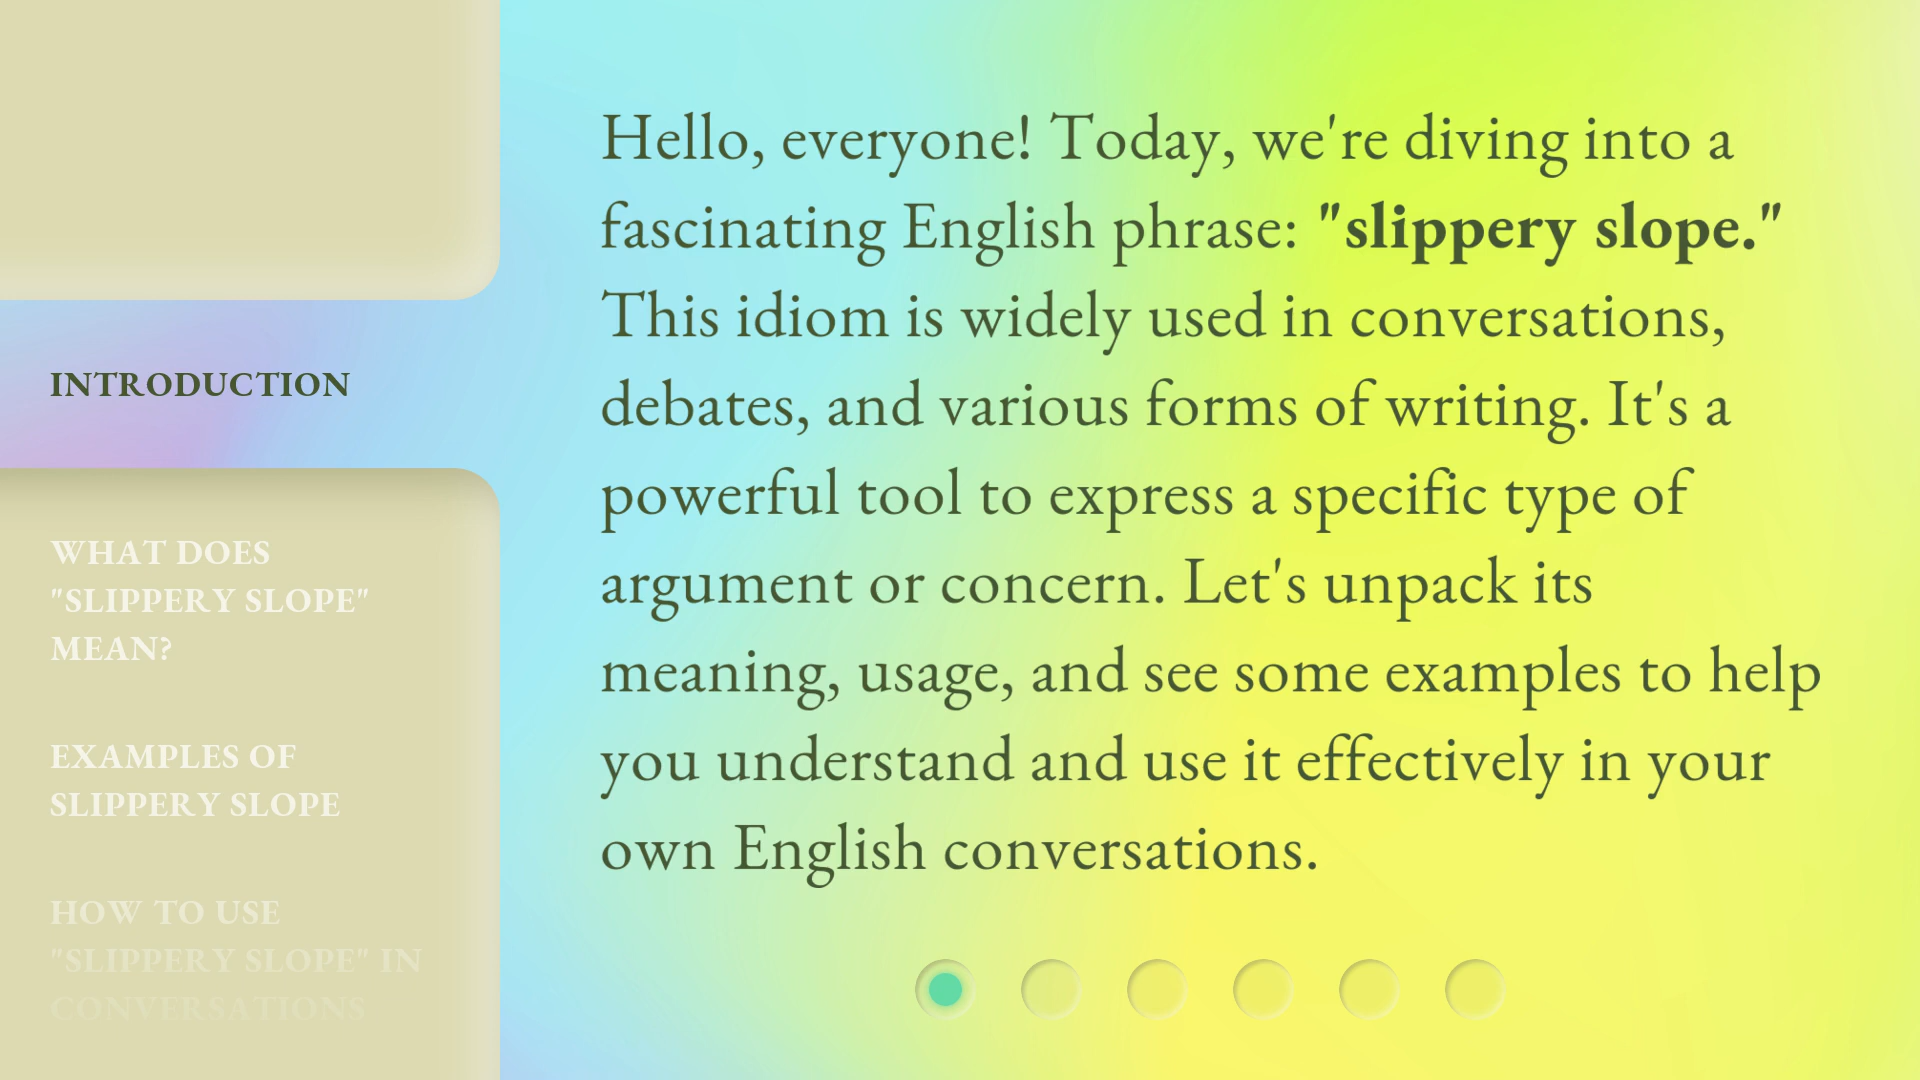 INTRODUCTION
WHAT DOES
"SLIPPERY SLOPE"
MEAN?
EXAMPLES OF
SLIPPERY SLOPE
HOW TO USE
"SLIPPERY SLOPE" IN
CONVERSATIONS
Hello, everyone! Today, we're diving into a
fascinating English phrase: "slippery slope."
This idiom is widely used in conversations,
debates, and various forms of writing. It's a
powerful tool to express a specific type of
argument or concern. Let's unpack its
meaning, usage, and see some examples to help
you understand and use it effectively in your
own English conversations.